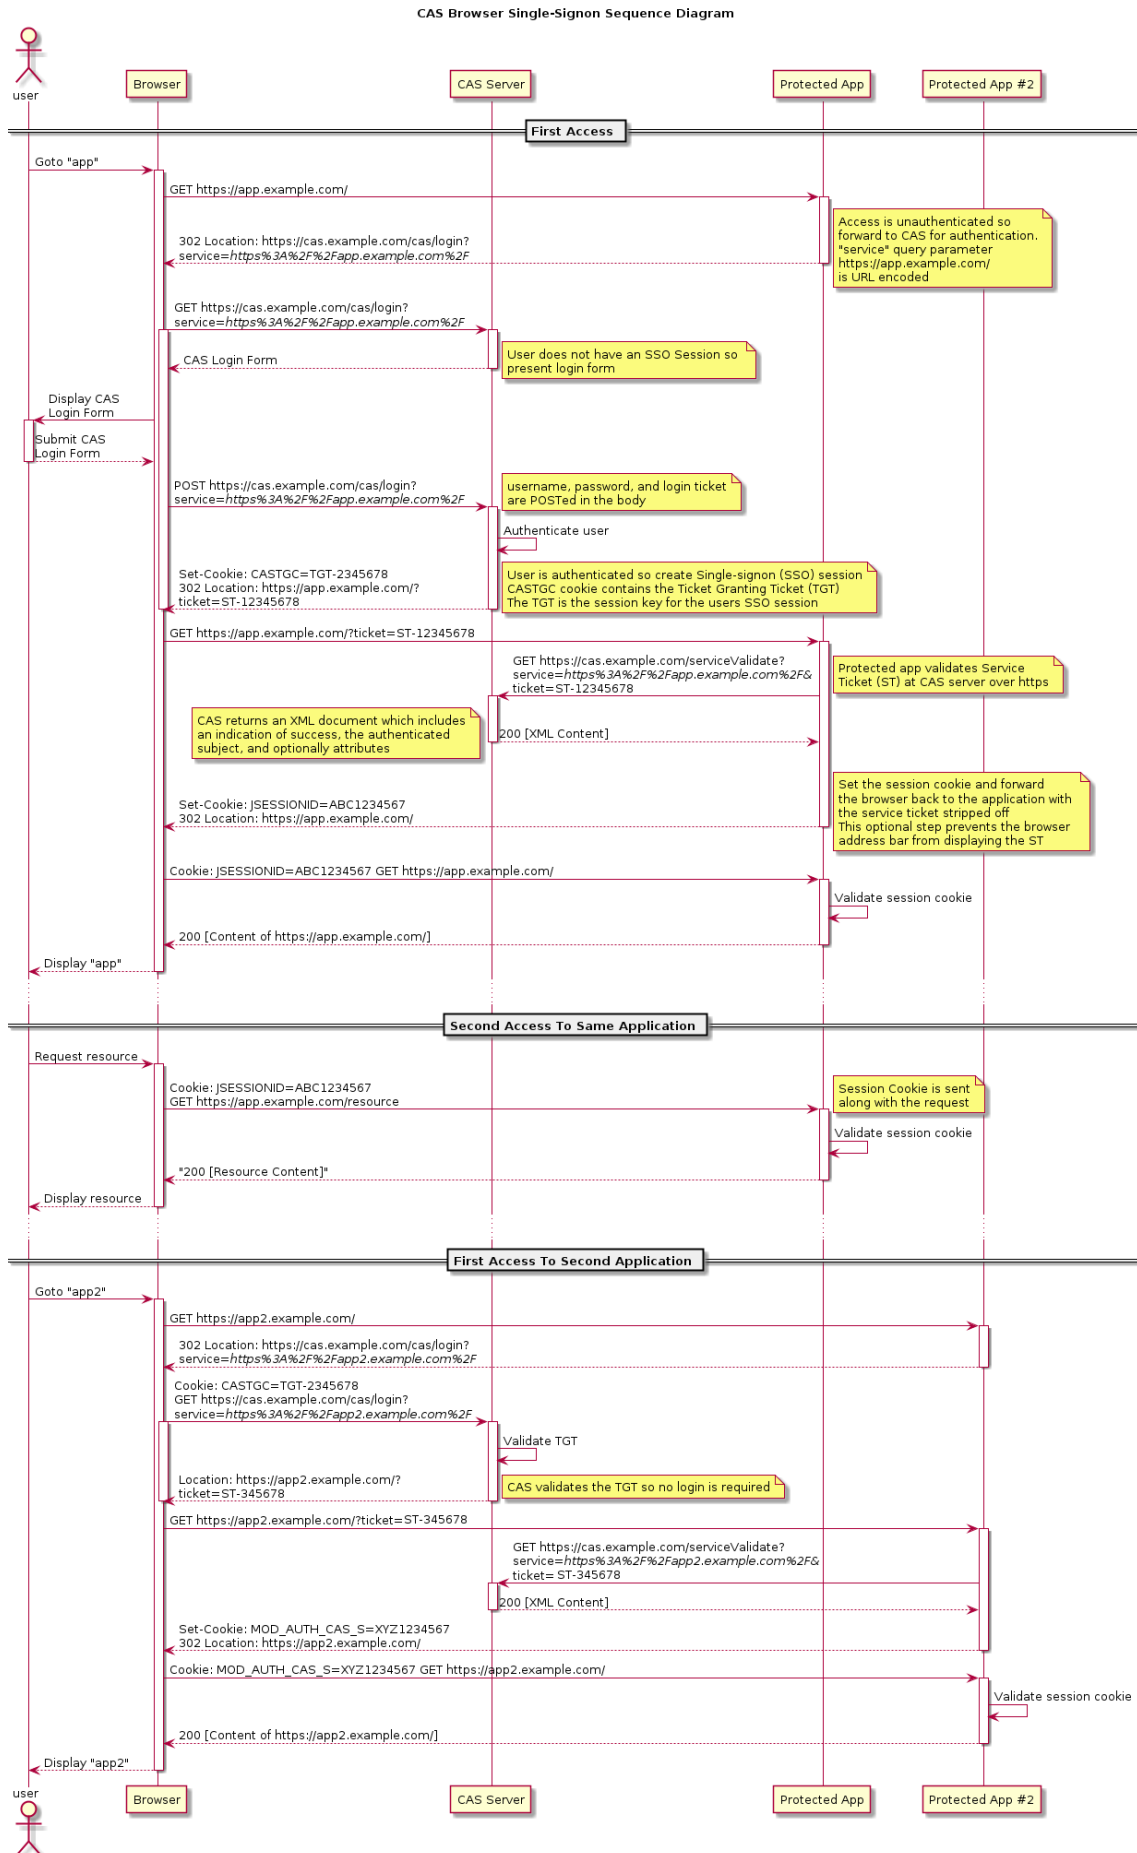 CAS Browser Single-Signon Sequence Diagram
user
Browser
CAS Server
Protected App
Protected App #2
First Access
Goto "app"
GET https://app.example.com/
Access is unauthenticated so
forward to CAS for authentication.
"service" query parameter
https://app.example.com/
is URL encoded
302 Location: https://cas.example.com/cas/login?
service=https%3A%2F%2Fapp.example.com%2F
GET https://cas.example.com/cas/login?
service=https%3A%2F%2Fapp.example.com%2F
User does not have an SSO Session so
present login form
CAS Login Form
Display CAS
Login Form
Submit CAS
Login Form
POST https://cas.example.com/cas/login?
service=https%3A%2F%2Fapp.example.com%2F
username, password, and login ticket
are POSTed in the body
Authenticate user
Set-Cookie: CASTGC=TGT-2345678
302 Location: https://app.example.com/?
ticket=ST-12345678
User is authenticated so create Single-signon (SSO) session
CASTGC cookie contains the Ticket Granting Ticket (TGT)
The TGT is the session key for the users SSO session
GET https://app.example.com/?ticket=ST-12345678
GET https://cas.example.com/serviceValidate?
service=https%3A%2F%2Fapp.example.com%2F&
ticket=ST-12345678
Protected app validates Service
Ticket (ST) at CAS server over https
CAS returns an XML document which includes
an indication of success, the authenticated
subject, and optionally attributes
200 [XML Content]
Set the session cookie and forward
the browser back to the application with
the service ticket stripped off
This optional step prevents the browser
address bar from displaying the ST
Set-Cookie: JSESSIONID=ABC1234567
302 Location: https://app.example.com/
Cookie: JSESSIONID=ABC1234567 GET https://app.example.com/
Validate session cookie
200 [Content of https://app.example.com/]
Display "app"
Second Access To Same Application
Request resource
Cookie: JSESSIONID=ABC1234567
GET https://app.example.com/resource
Session Cookie is sent
along with the request
Validate session cookie
"200 [Resource Content]"
Display resource
First Access To Second Application
Goto "app2"
GET https://app2.example.com/
302 Location: https://cas.example.com/cas/login?
service=https%3A%2F%2Fapp2.example.com%2F
Cookie: CASTGC=TGT-2345678
GET https://cas.example.com/cas/login?
service=https%3A%2F%2Fapp2.example.com%2F
Validate TGT
Location: https://app2.example.com/?
ticket=ST-345678
CAS validates the TGT so no login is required
GET https://app2.example.com/?ticket=ST-345678
GET https://cas.example.com/serviceValidate?
service=https%3A%2F%2Fapp2.example.com%2F&
ticket= ST-345678
200 [XML Content]
Set-Cookie: MOD_AUTH_CAS_S=XYZ1234567
302 Location: https://app2.example.com/
Cookie: MOD_AUTH_CAS_S=XYZ1234567 GET https://app2.example.com/
Validate session cookie
200 [Content of https://app2.example.com/]
Display "app2"
user
Browser
CAS Server
Protected App
Protected App #2